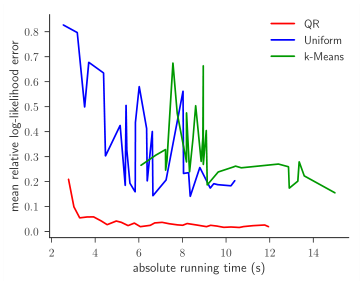 QR
Uniform
k-Means
mean relative log-likelihood error
0.8
0.7
0.6
0.5
0.4
0.3
0.2
0.1
0.0
2 4 6 8 10 12 14
absolute running time (s)